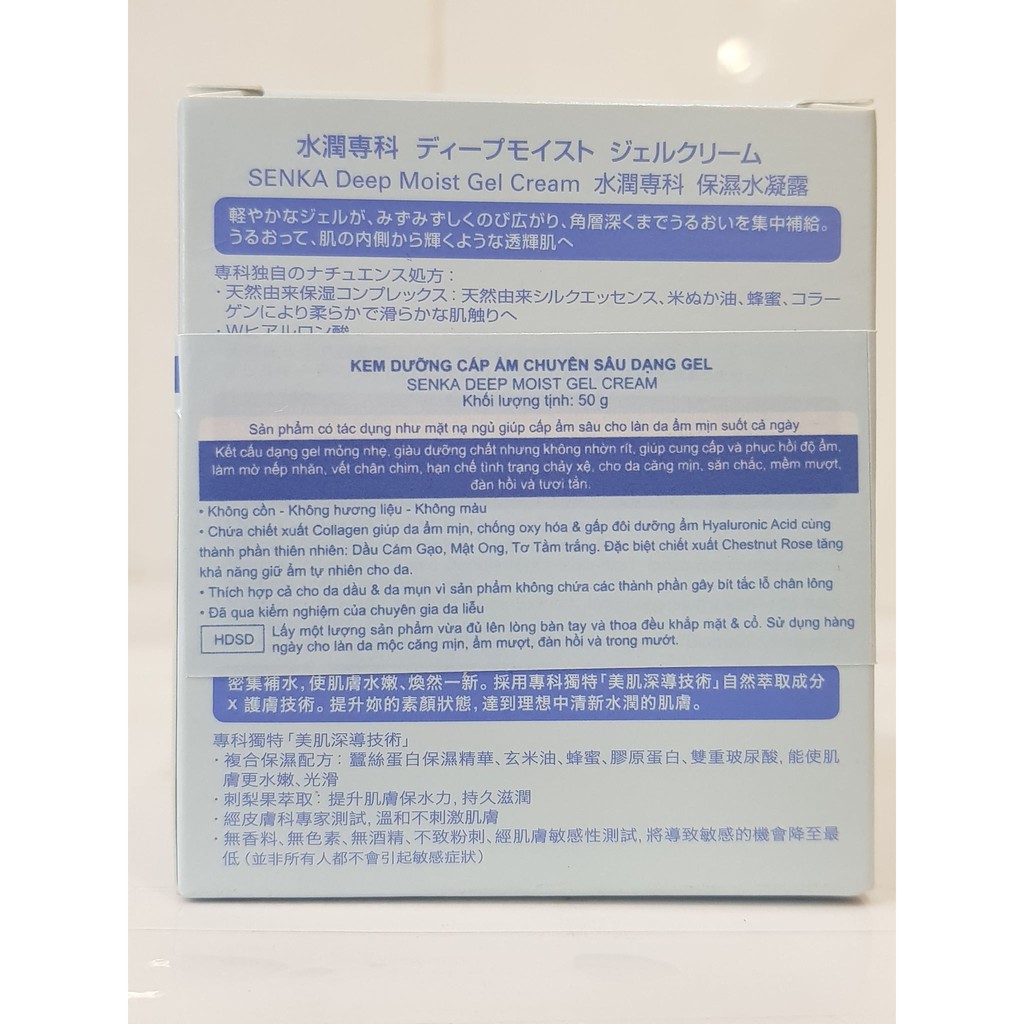 水潤専科 ディープモイスト ジェルクリーム
SENKA Deep Moist Gel Cream 水潤専科 保濕水凝露
軽やかなジェルが、みずみずしくのび広がり、角層深くまでうるおいを集中補給。
うるおって、肌の内側から輝くような透輝肌へ
専科独自のナチュエンス処方：
・天然由来保湿コンプレックス：天然由来シルクエッセンス、米ぬか油、蜂蜜、コラー
ゲンにより柔らかで滑らかな肌触りへ
・Wヒアルロン酸
KEM DƯỠNG CẤP ẨM CHUYÊN SÂU DẠNG GEL
SENKA DEEP MOIST GEL CREAM
Khối lượng tịnh: 50 g
Sản phẩm có tác dụng như mặt nạ ngủ giúp cấp ẩm sâu cho làn da ẩm mịn suốt cả ngày
Kết cấu dạng gel mỏng nhẹ, giàu dưỡng chất nhưng không nhờn rít, giúp cung cấp và phục hồi độ ẩm,
làm mờ nếp nhăn, vết chân chim, hạn chế tình trạng chảy xệ, cho da căng mịn, săn chắc, mềm mượt,
đàn hồi và tươi tắn.
• Không cồn - Không hương liệu - Không màu
• Chứa chiết xuất Collagen giúp da ẩm mịn, chống oxy hóa & gấp đôi dưỡng ẩm Hyaluronic Acid cùng
thành phần thiên nhiên: Dầu Cám Gạo, Mật Ong, Tơ Tằm trắng. Đặc biệt chiết xuất Chestnut Rose tăng
khả năng giữ ẩm tự nhiên cho da.
• Thích hợp cả cho da dầu & da mụn vì sản phẩm không chứa các thành phần gây bít tắc lỗ chân lông
• Đã qua kiểm nghiệm của chuyên gia da liễu
HDSD Lấy một lượng sản phẩm vừa đủ lên lòng bàn tay và thoa đều khắp mặt & cổ. Sử dụng hàng
ngày cho làn da mộc căng mịn, ẩm mượt, đàn hồi và trong mướt.
密集補水，使肌膚水嫩、煥然一新。採用專科獨特「美肌深導技術」自然萃取成分
x 護膚技術。提升妳的素顏狀態，達到理想中清新水潤的肌膚。
專科獨特「美肌深導技術」
・複合保濕配方：蠶絲蛋白保濕精華、玄米油、蜂蜜、膠原蛋白、雙重玻尿酸，能使肌
膚更水嫩、光滑
・刺梨果萃取：提升肌膚保水力，持久滋潤
・經皮膚科專家測試，溫和不刺激肌膚
・無香料、無色素、無酒精、不致粉刺、經肌膚敏感性測試，將導致敏感的機會降至最
低（並非所有人都不會引起敏感症狀）